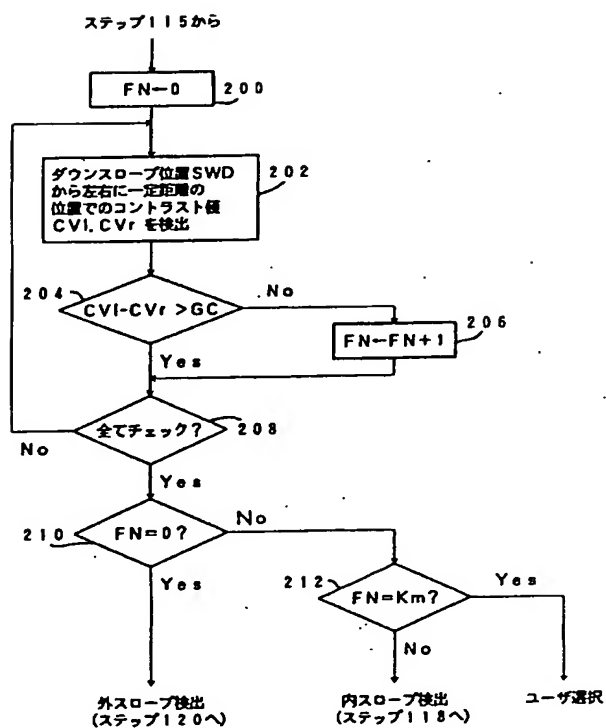 ステップ115から
FN←0
200
ダウンスロープ位置SWD
から左右に一定距離の
位置でのコントラスト値
CVl, CVr を検出
202
204
CVl-CVr >GC
No
Yes
FN←FN+1
206
全てチェック?
208
No
Yes
210
FN=0?
No
Yes
212
FN=Km?
Yes
No
外スロープ検出
(ステップ120へ)
内スロープ検出
(ステップ118へ)
ユーザ選択